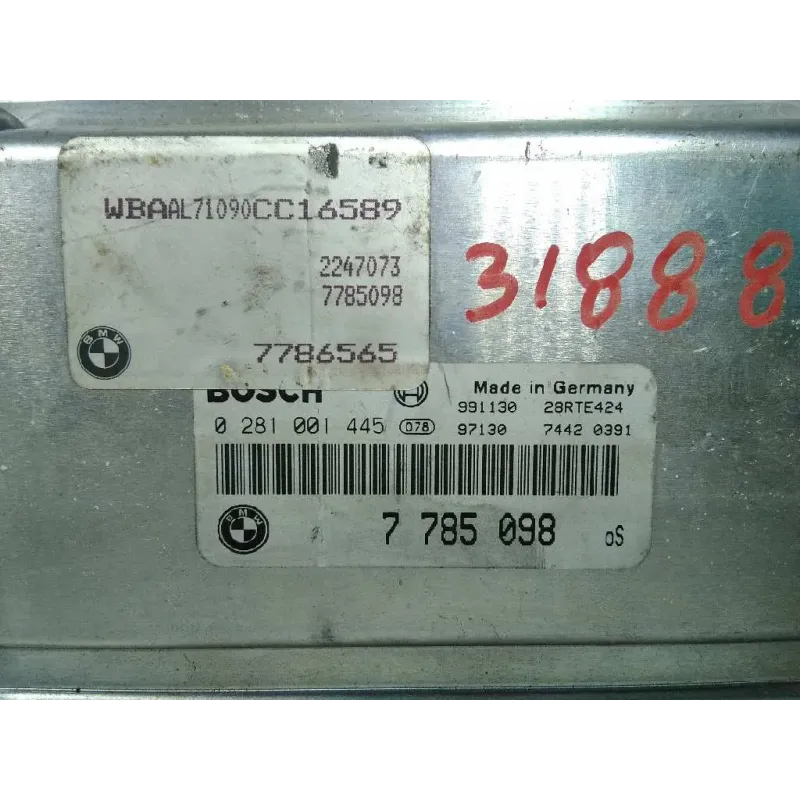 WBAAL71090CC16589
2247073
7785098
BMW
7786565
31888
BOSCH
Made in Germany
991130 28RTE424
0 281 001 445 078 97130 7442 0391
BMW
7 785 098 oS